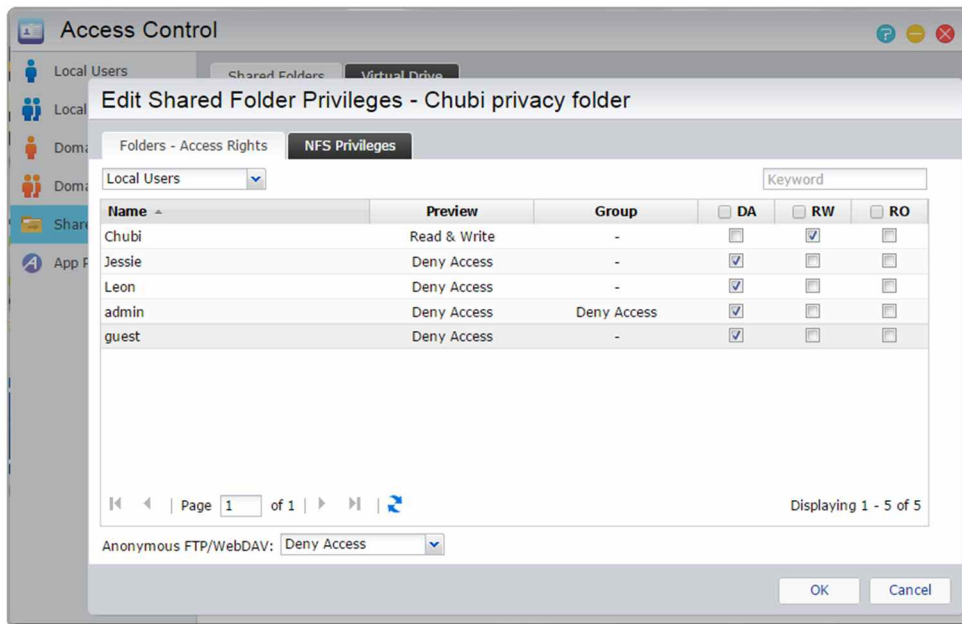 Access Control
Local Users
Shared Folders Virtual Drive
Edit Shared Folder Privileges - Chubi privacy folder
Local
Folders - Access Rights NFS Privileges
Doma
Local Users Keyword
Doma
Name Preview Group DA RW RO
Share
Chubi Read & Write - 
App P
Jessie Deny Access -
Leon Deny Access -
admin Deny Access Deny Access
guest Deny Access -
Page 1 of 1 Displaying 1 - 5 of 5
Anonymous FTP/WebDAV: Deny Access
OK Cancel